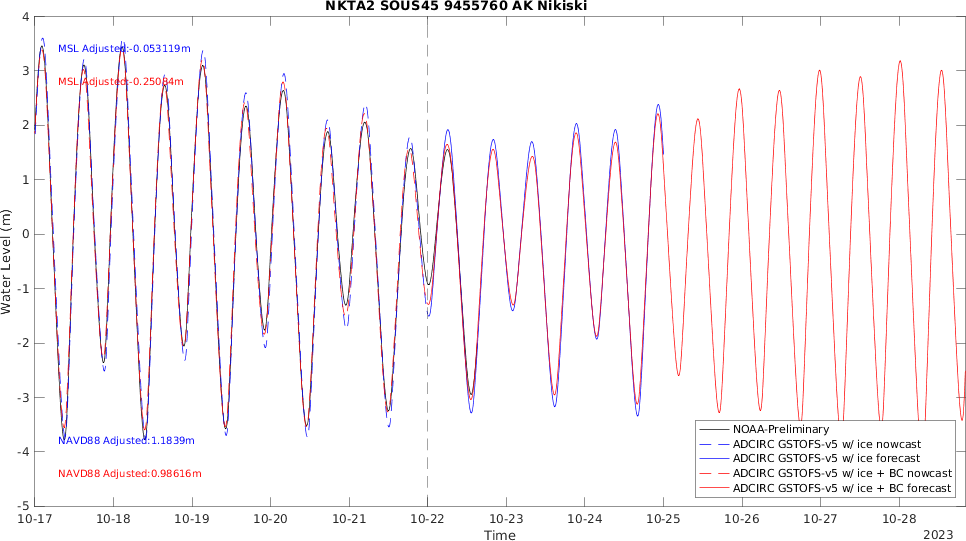 NKTA2 SOUS45 9455760 AK Nikiski
4
3
2
1
0
-1
-2
-3
-4
-5
Water Level (m)
MSL Adjusted:-0.053119m
MSL Adjusted:-0.25084m
NAVD88 Adjusted:1.1839m
NAVD88 Adjusted:0.98616m
NOAA-Preliminary
ADCIRC GSTOFS-v5 w/ ice nowcast
ADCIRC GSTOFS-v5 w/ ice forecast
ADCIRC GSTOFS-v5 w/ ice + BC nowcast
ADCIRC GSTOFS-v5 w/ ice + BC forecast
10-17 10-18 10-19 10-20 10-21 10-22 10-23 10-24 10-25 10-26 10-27 10-28
Time
2023